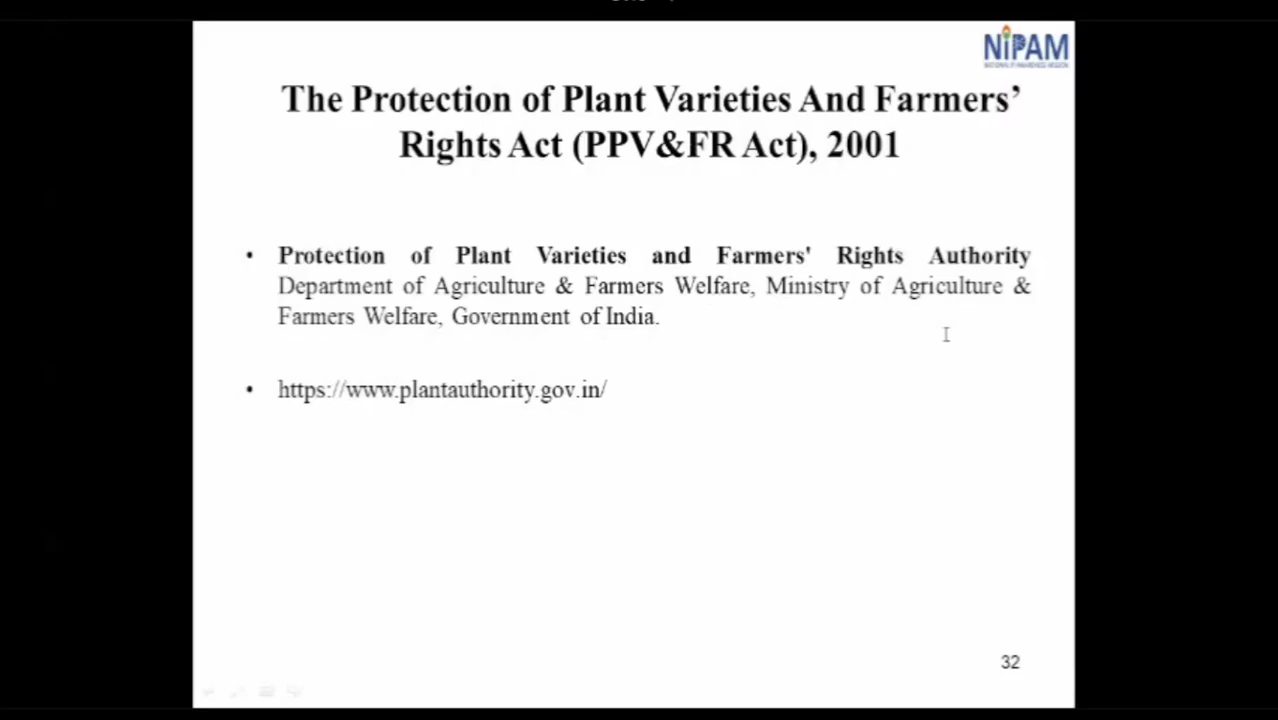 NiPAM
The Protection of Plant Varieties And Farmers’
Rights Act (PPV&FR Act), 2001
• Protection of Plant Varieties and Farmers' Rights Authority
Department of Agriculture & Farmers Welfare, Ministry of Agriculture &
Farmers Welfare, Government of India.
• https://www.plantauthority.gov.in/
32